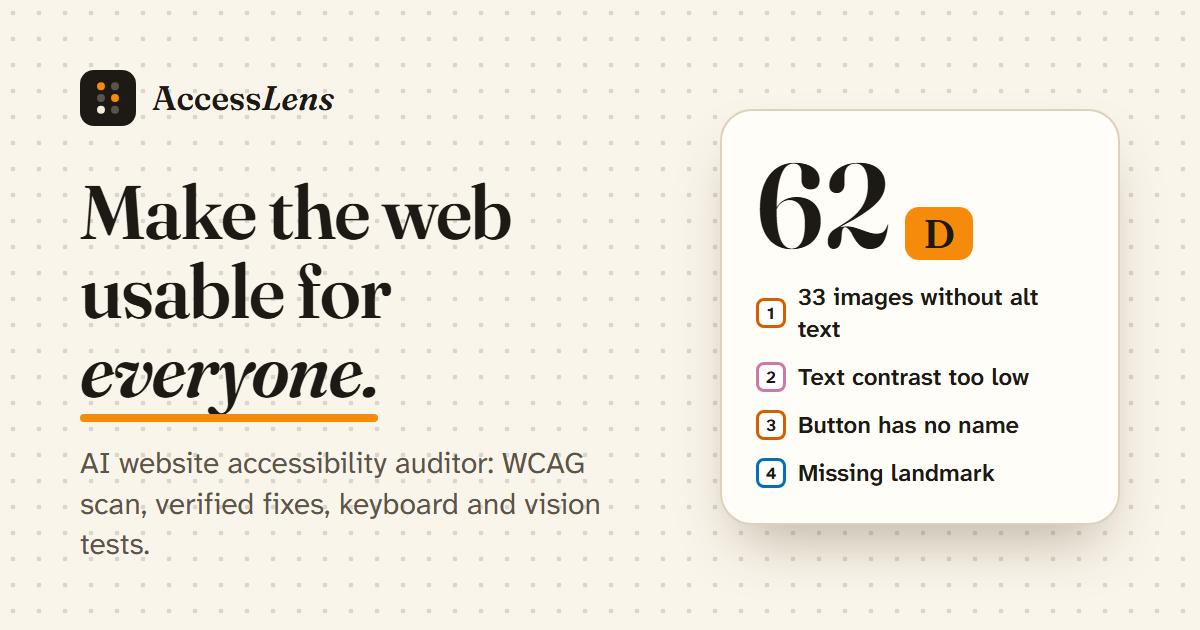 AccessLens
Make the web
usable for
everyone.
AI website accessibility auditor: WCAG
scan, verified fixes, keyboard and vision
tests.
62 D
1 33 images without alt
text
2 Text contrast too low
3 Button has no name
4 Missing landmark